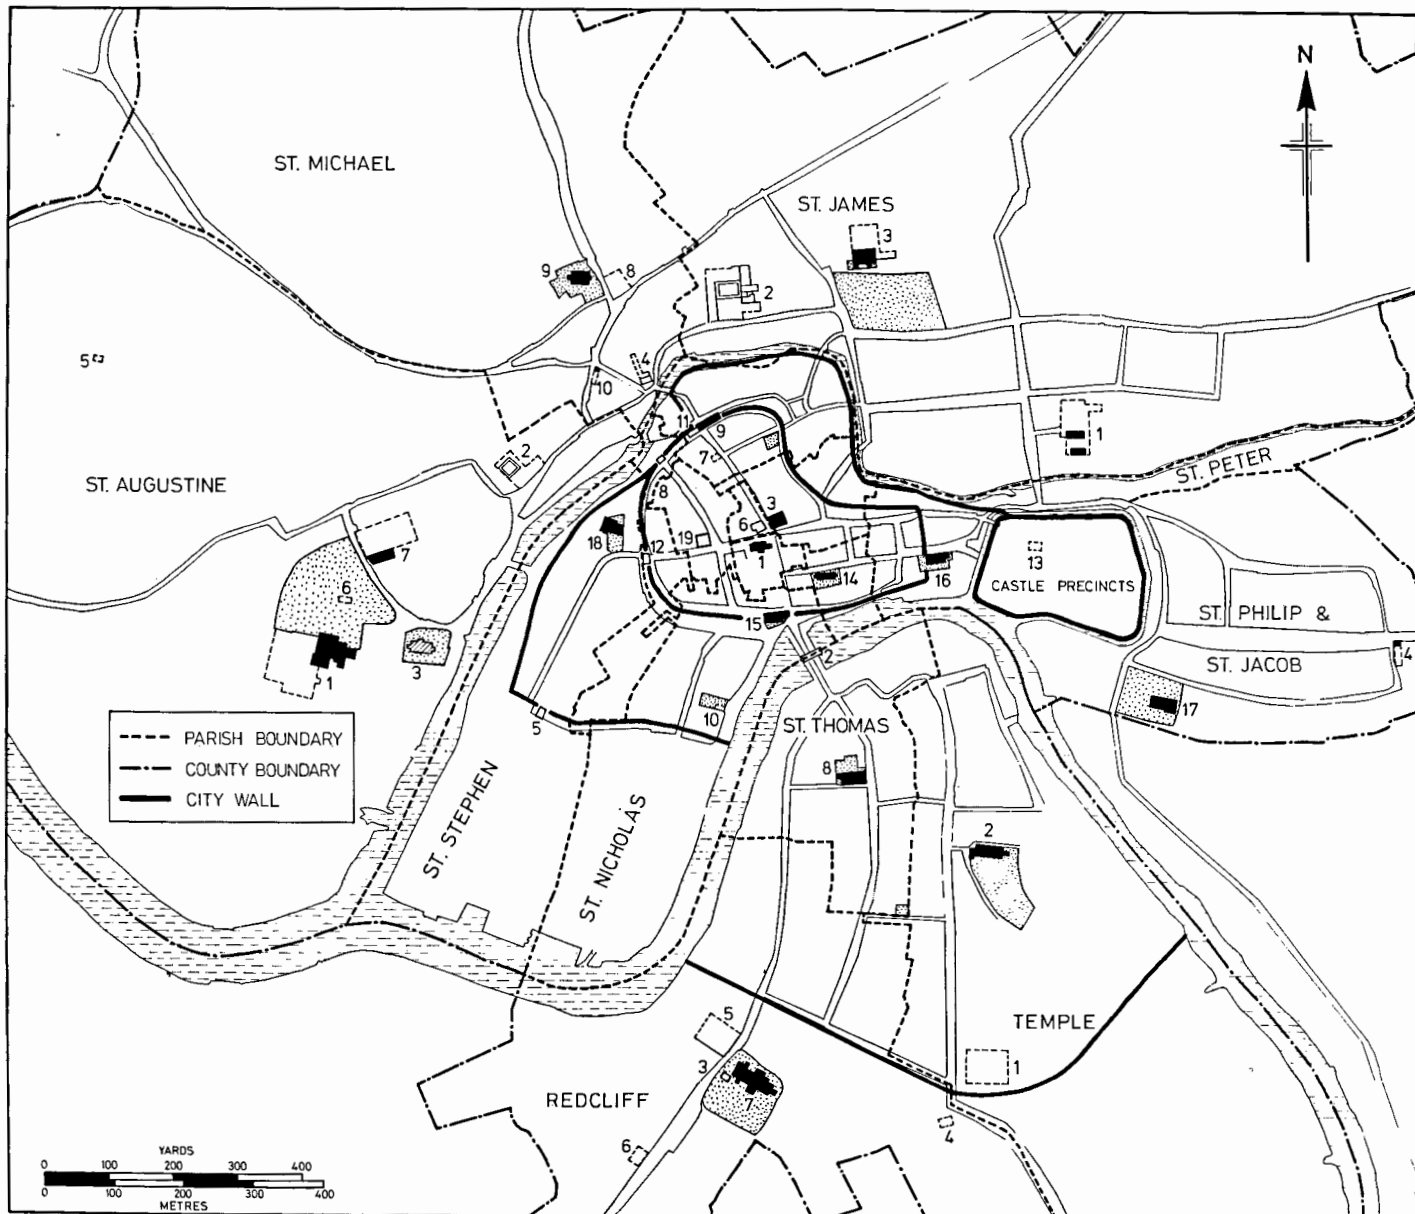 N
ST. MICHAEL
ST. JAMES
3
9
8
2
5
4
10
11
9
1
2
7
ST. PETER
ST. AUGUSTINE
8
3
6
18
19
12
1
7
13
14
16
CASTLE PRECINCTS
6
ST. PHILIP &
15
2
3
1
ST. JACOB
4
10
17
5
ST. THOMAS
PARISH BOUNDARY
COUNTY BOUNDARY
CITY WALL
8
ST. STEPHEN
ST. NICHOLAS
2
5
TEMPLE
1
3
7
REDCLIFF
4
6
YARDS
0 100 200 300 400
0 100 200 300 400
METRES